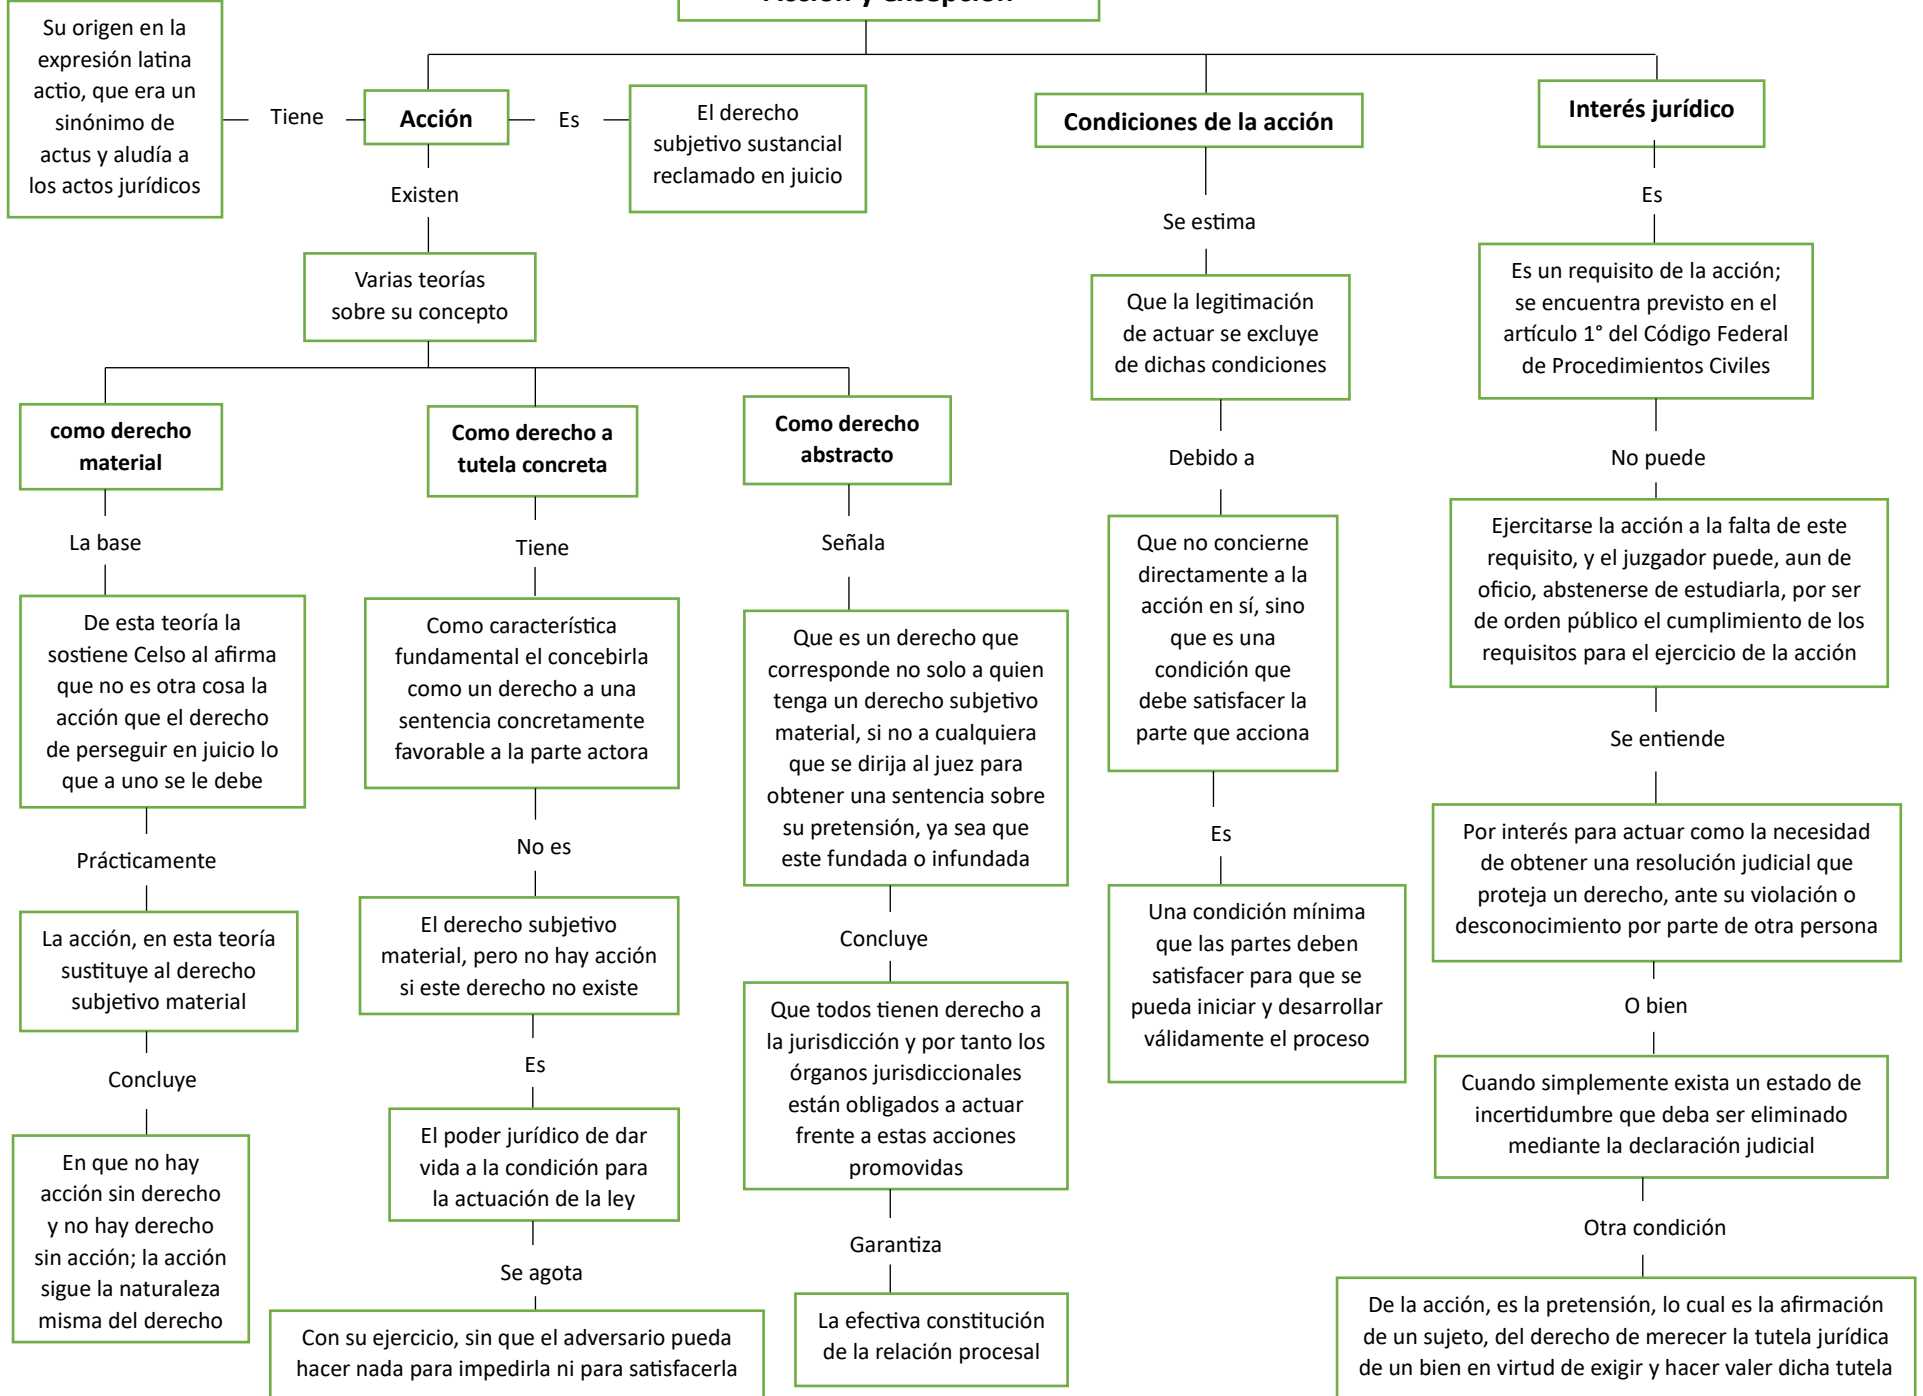 Acción y excepción
Su origen en la
expresión latina
actio, que era un
sinónimo de
actus y aludía a
los actos jurídicos
Tiene
Acción
Es
El derecho
subjetivo sustancial
reclamado en juicio
Existen
Varias teorías
sobre su concepto
como derecho
material
La base
De esta teoría la
sostiene Celso al afirma
que no es otra cosa la
acción que el derecho
de perseguir en juicio lo
que a uno se le debe
Prácticamente
La acción, en esta teoría
sustituye al derecho
subjetivo material
Concluye
En que no hay
acción sin derecho
y no hay derecho
sin acción; la acción
sigue la naturaleza
misma del derecho
Como derecho a
tutela concreta
Tiene
Como característica
fundamental el concebirla
como un derecho a una
sentencia concretamente
favorable a la parte actora
No es
El derecho subjetivo
material, pero no hay acción
si este derecho no existe
Es
El poder jurídico de dar
vida a la condición para
la actuación de la ley
Se agota
Con su ejercicio, sin que el adversario pueda
hacer nada para impedirla ni para satisfacerla
Como derecho
abstracto
Señala
Que es un derecho que
corresponde no solo a quien
tenga un derecho subjetivo
material, si no a cualquiera
que se dirija al juez para
obtener una sentencia sobre
su pretensión, ya sea que
este fundada o infundada
Concluye
Que todos tienen derecho a
la jurisdicción y por tanto los
órganos jurisdiccionales
están obligados a actuar
frente a estas acciones
promovidas
Garantiza
La efectiva constitución
de la relación procesal
Condiciones de la acción
Se estima
Que la legitimación
de actuar se excluye
de dichas condiciones
Debido a
Que no concierne
directamente a la
acción en sí, sino
que es una
condición que
debe satisfacer la
parte que acciona
Es
Una condición mínima
que las partes deben
satisfacer para que se
pueda iniciar y desarrollar
válidamente el proceso
Interés jurídico
Es
Es un requisito de la acción;
se encuentra previsto en el
artículo 1° del Código Federal
de Procedimientos Civiles
No puede
Ejercitarse la acción a la falta de este
requisito, y el juzgador puede, aun de
oficio, abstenerse de estudiarla, por ser
de orden público el cumplimiento de los
requisitos para el ejercicio de la acción
Se entiende
Por interés para actuar como la necesidad
de obtener una resolución judicial que
proteja un derecho, ante su violación o
desconocimiento por parte de otra persona
O bien
Cuando simplemente exista un estado de
incertidumbre que deba ser eliminado
mediante la declaración judicial
Otra condición
De la acción, es la pretensión, lo cual es la afirmación
de un sujeto, del derecho de merecer la tutela jurídica
de un bien en virtud de exigir y hacer valer dicha tutela